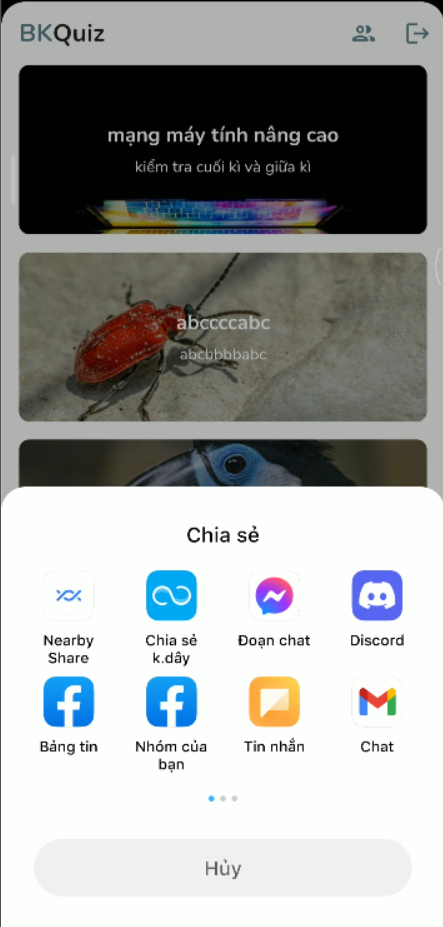 BKQuiz
mạng máy tính nâng cao
kiểm tra cuối kì và giữa kì
abccccabc
abcbbbbabc
Chia sẻ
Nearby
Share
Chia sẻ
k.dây
Đoạn chat
Discord
Bảng tin
Nhóm của
bạn
Tin nhắn
Chat
Hủy